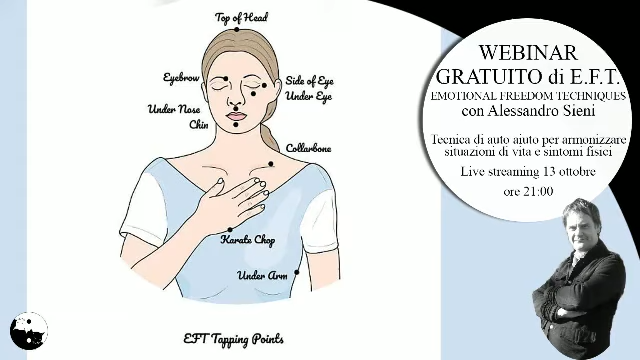 Top of Head
Eyebrow
Side of Eye
Under Eye
Under Nose
Chin
Collarbone
Karate Chop
Under Arm
EFT Tapping Points
WEBINAR
GRATUITO di E.F.T.
EMOTIONAL FREEDOM TECHNIQUES
con Alessandro Sieni
Tecnica di auto aiuto per armonizzare
situazioni di vita e sintomi fisici
Live streaming 13 ottobre
ore 21:00